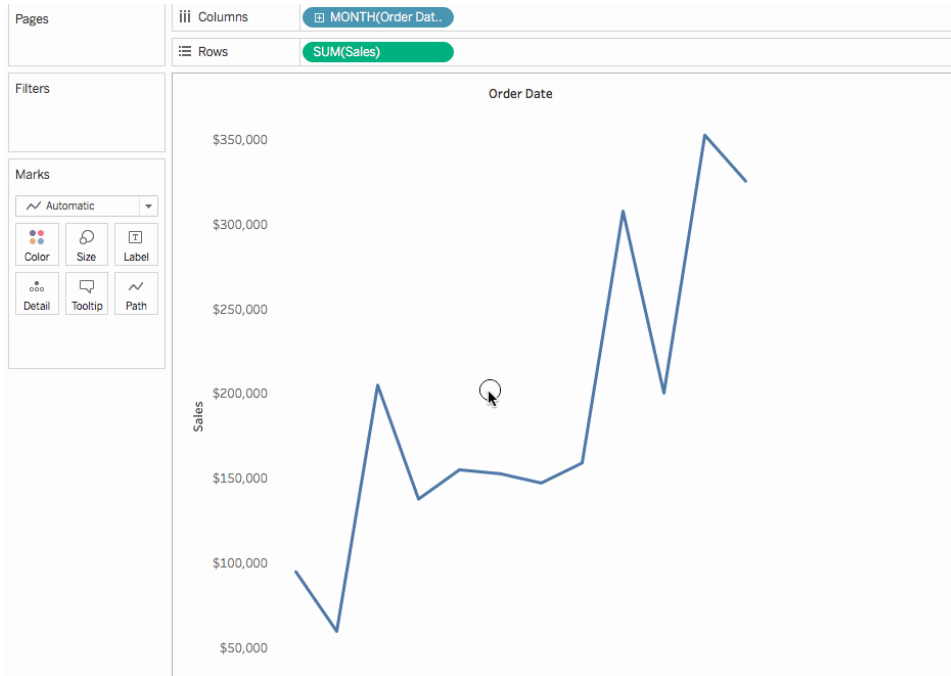 Pages
Columns
MONTH(Order Dat..
Rows
SUM(Sales)
Filters
Marks
Automatic
Color
Size
T
Label
Detail
Tooltip
Path
Order Date
Sales
$350,000
$300,000
$250,000
$200,000
$150,000
$100,000
$50,000